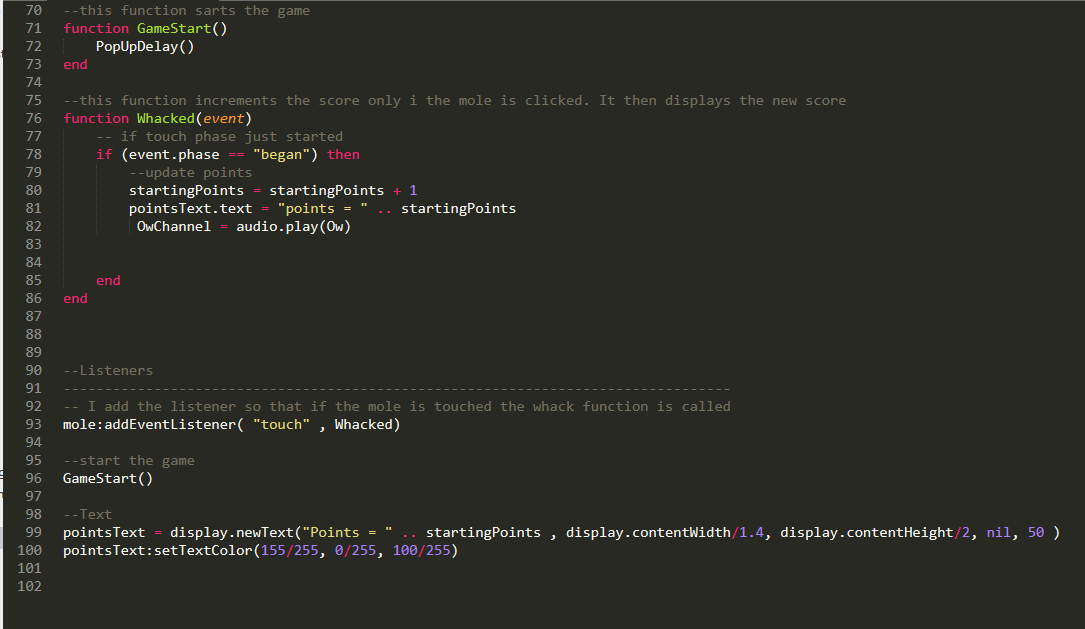 70 --this function sarts the game
71 function GameStart()
72 PopUpDelay()
73 end
74
75 --this function increments the score only i the mole is clicked. It then displays the new score
76 function Whacked(event)
77 -- if touch phase just started
78 if (event.phase == "began") then
79 --update points
80 startingPoints = startingPoints + 1
81 pointsText.text = "points = " .. startingPoints
82 OwChannel = audio.play(Ow)
83
84
85 end
86 end
87
88
89
90 --Listeners
91 ---------------------------------------------------------------------------------
92 -- I add the listener so that if the mole is touched the whack function is called
93 mole:addEventListener( "touch" , Whacked)
94
95 --start the game
96 GameStart()
97
98 --Text
99 pointsText = display.newText("Points = " .. startingPoints , display.contentWidth/1.4, display.contentHeight/2, nil, 50 )
100 pointsText:setTextColor(155/255, 0/255, 100/255)
101
102